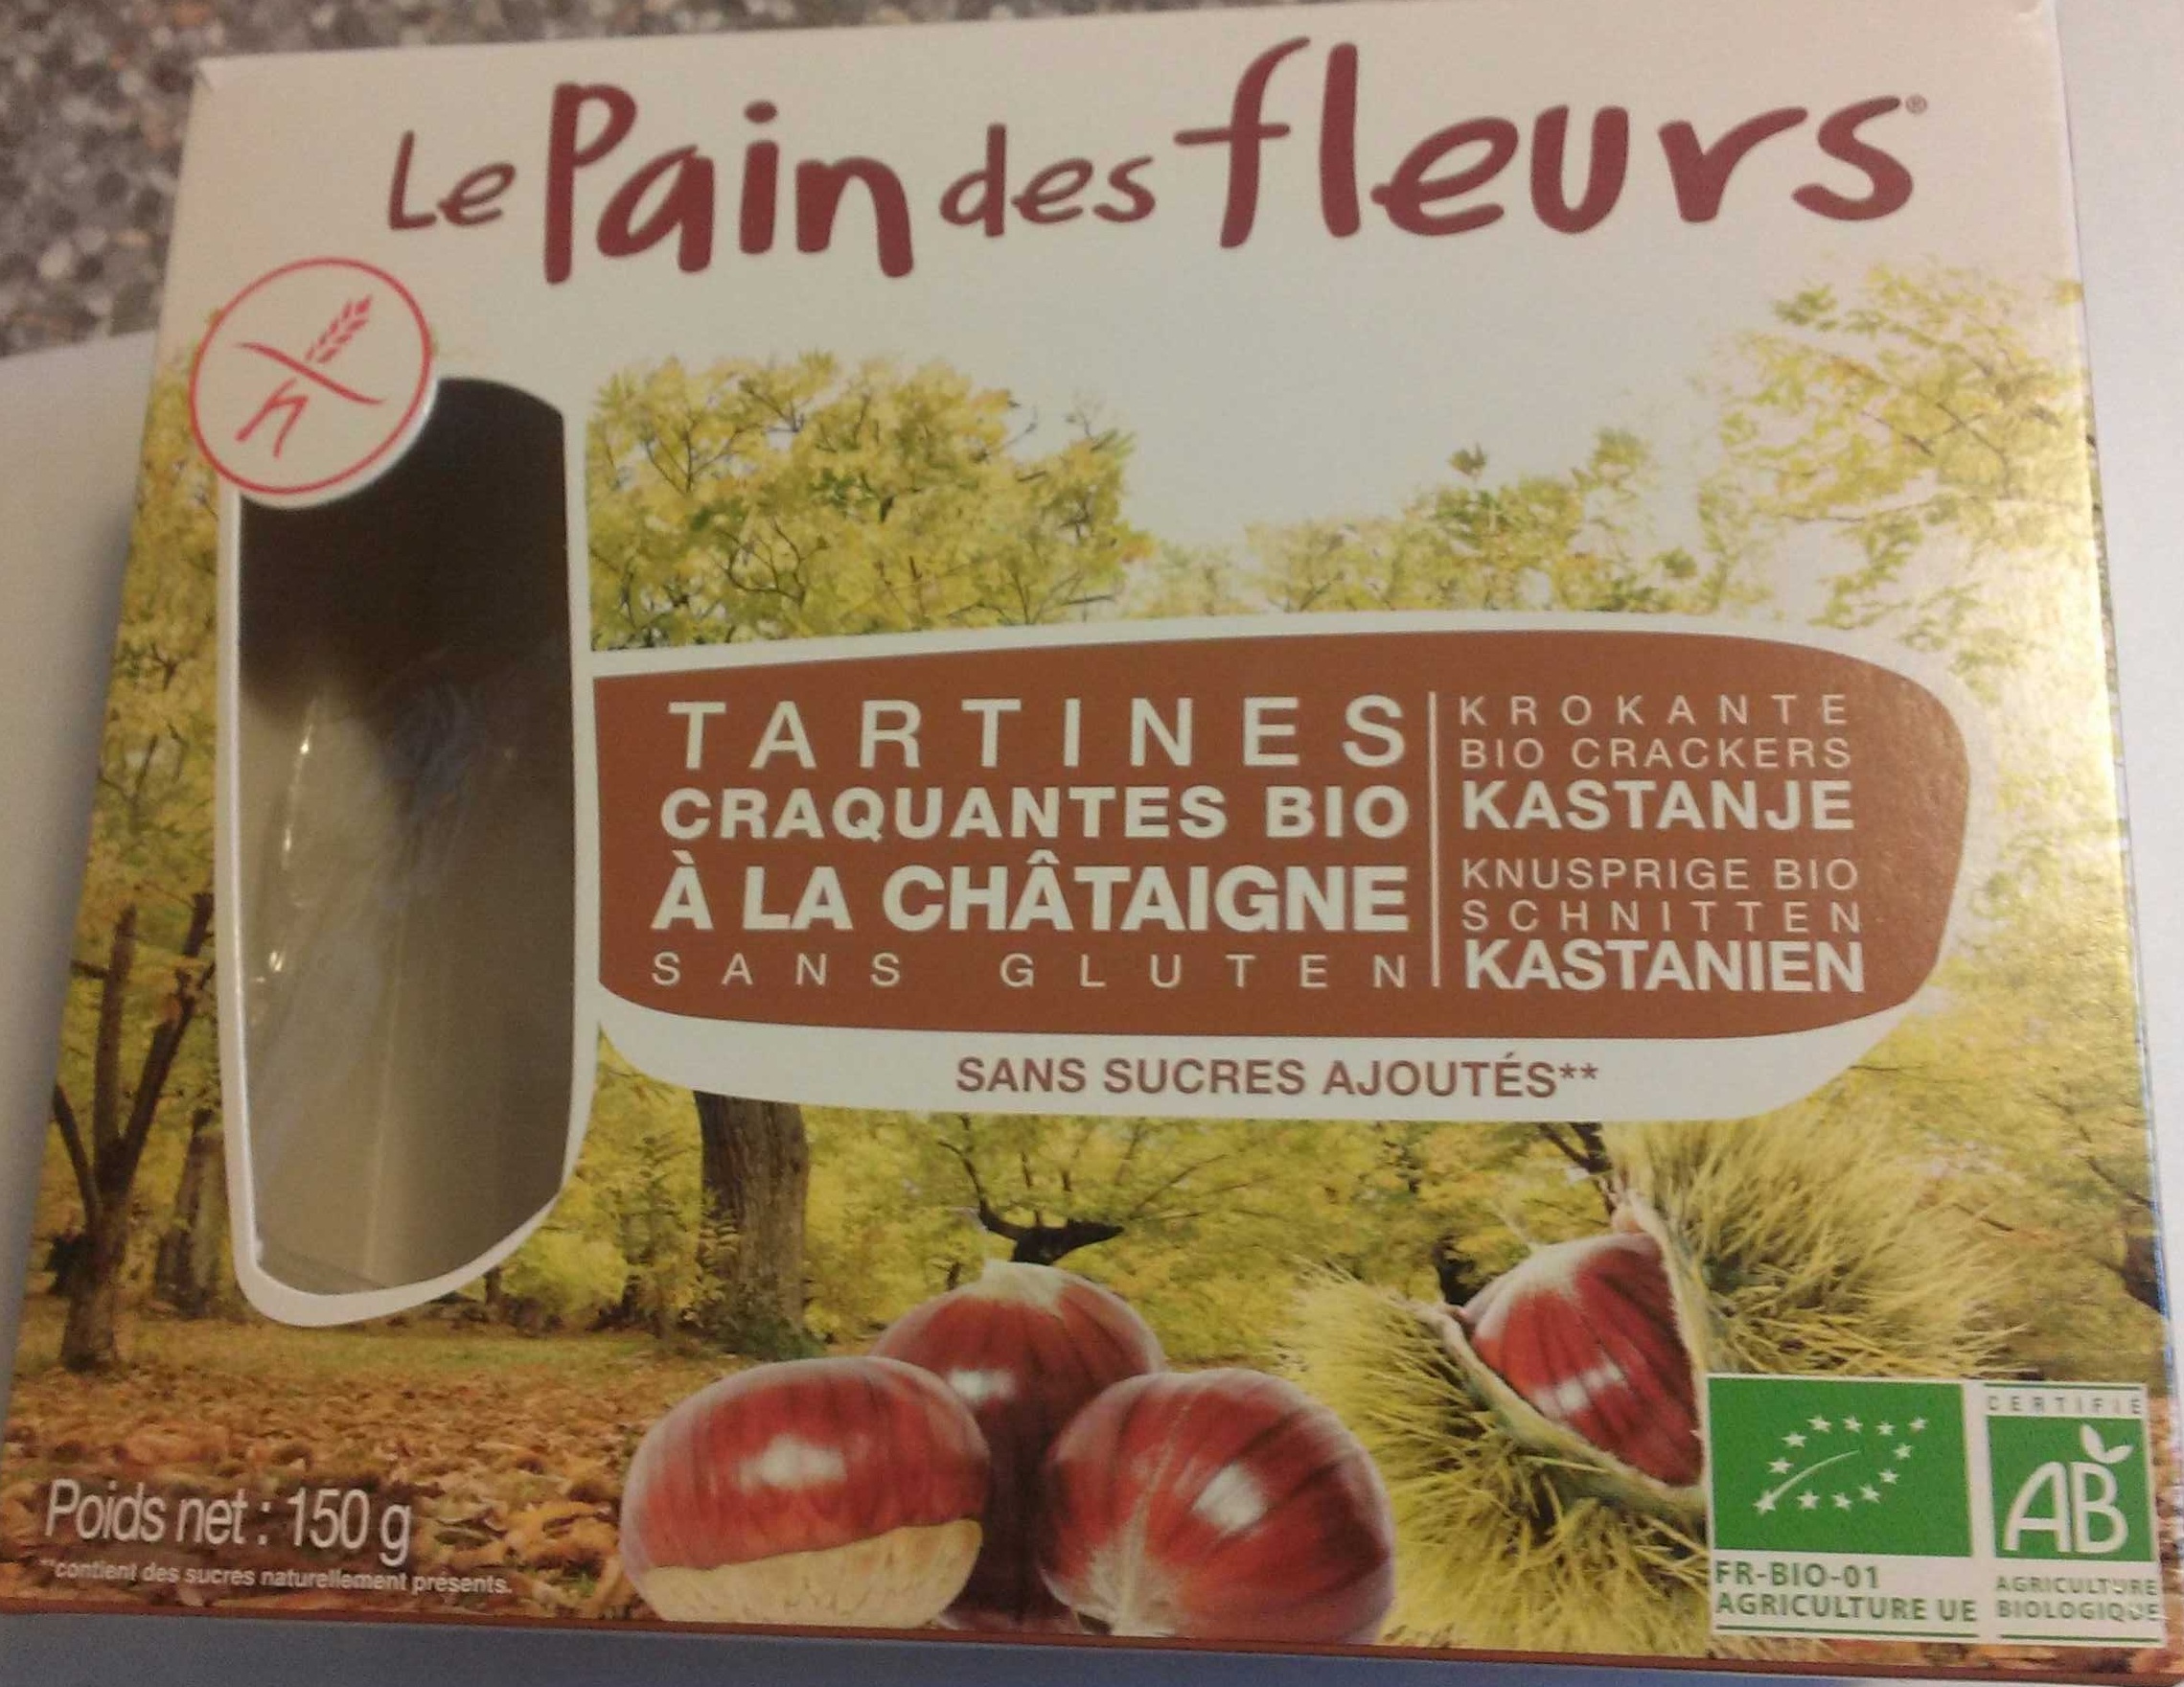 Le Pain des fleurs®
TARTINES
CRAQUANTES BIO
À LA CHÂTAIGNE
SANS GLUTEN
KROKANTE
BIO CRACKERS
KASTANJE
KNUSPRIGE BIO
SCHNITTEN
KASTANIEN
SANS SUCRES AJOUTÉS**
Poids net : 150 g
**contient des sucres naturellement présents.
FR-BIO-01
AGRICULTURE UE
CERTIFIÉ
AB
AGRICULTURE
BIOLOGIQUE